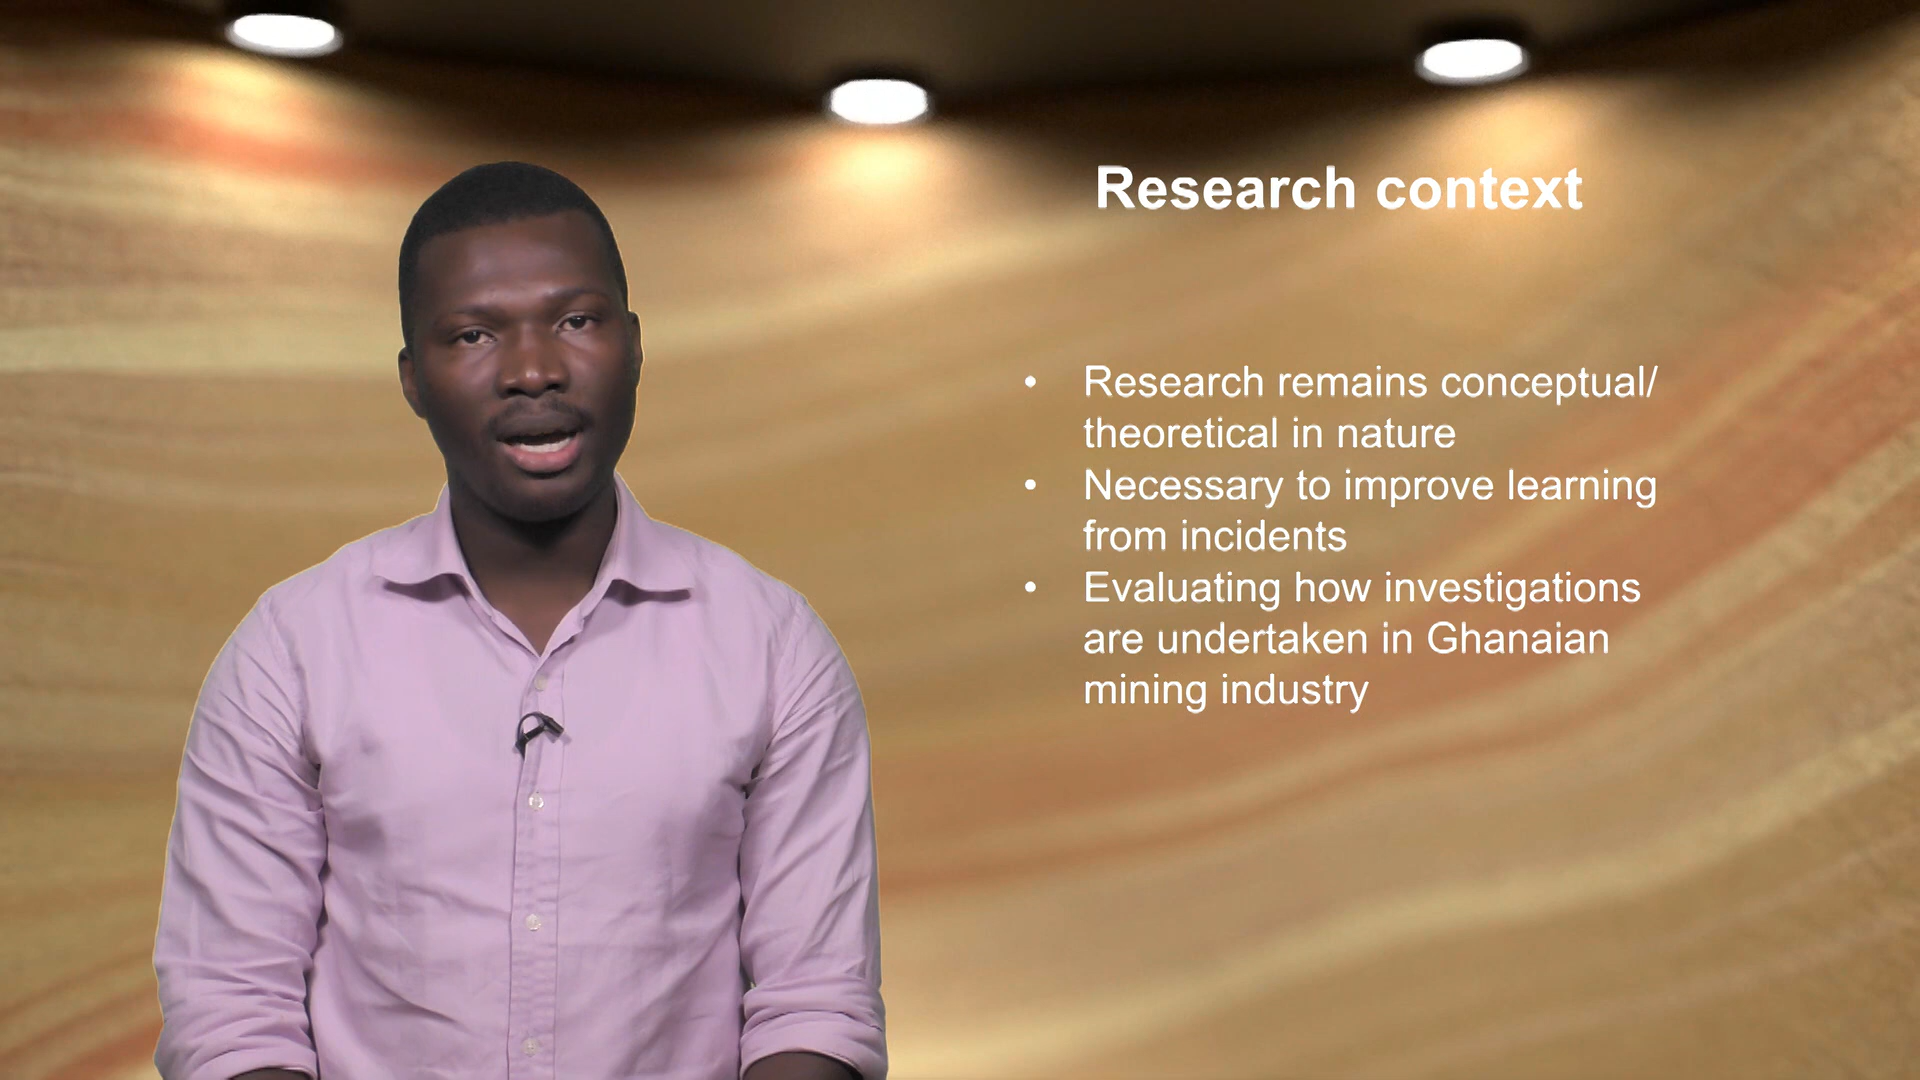 Research context
• Research remains conceptual/
theoretical in nature
• Necessary to improve learning
from incidents
• Evaluating how investigations
are undertaken in Ghanaian
mining industry